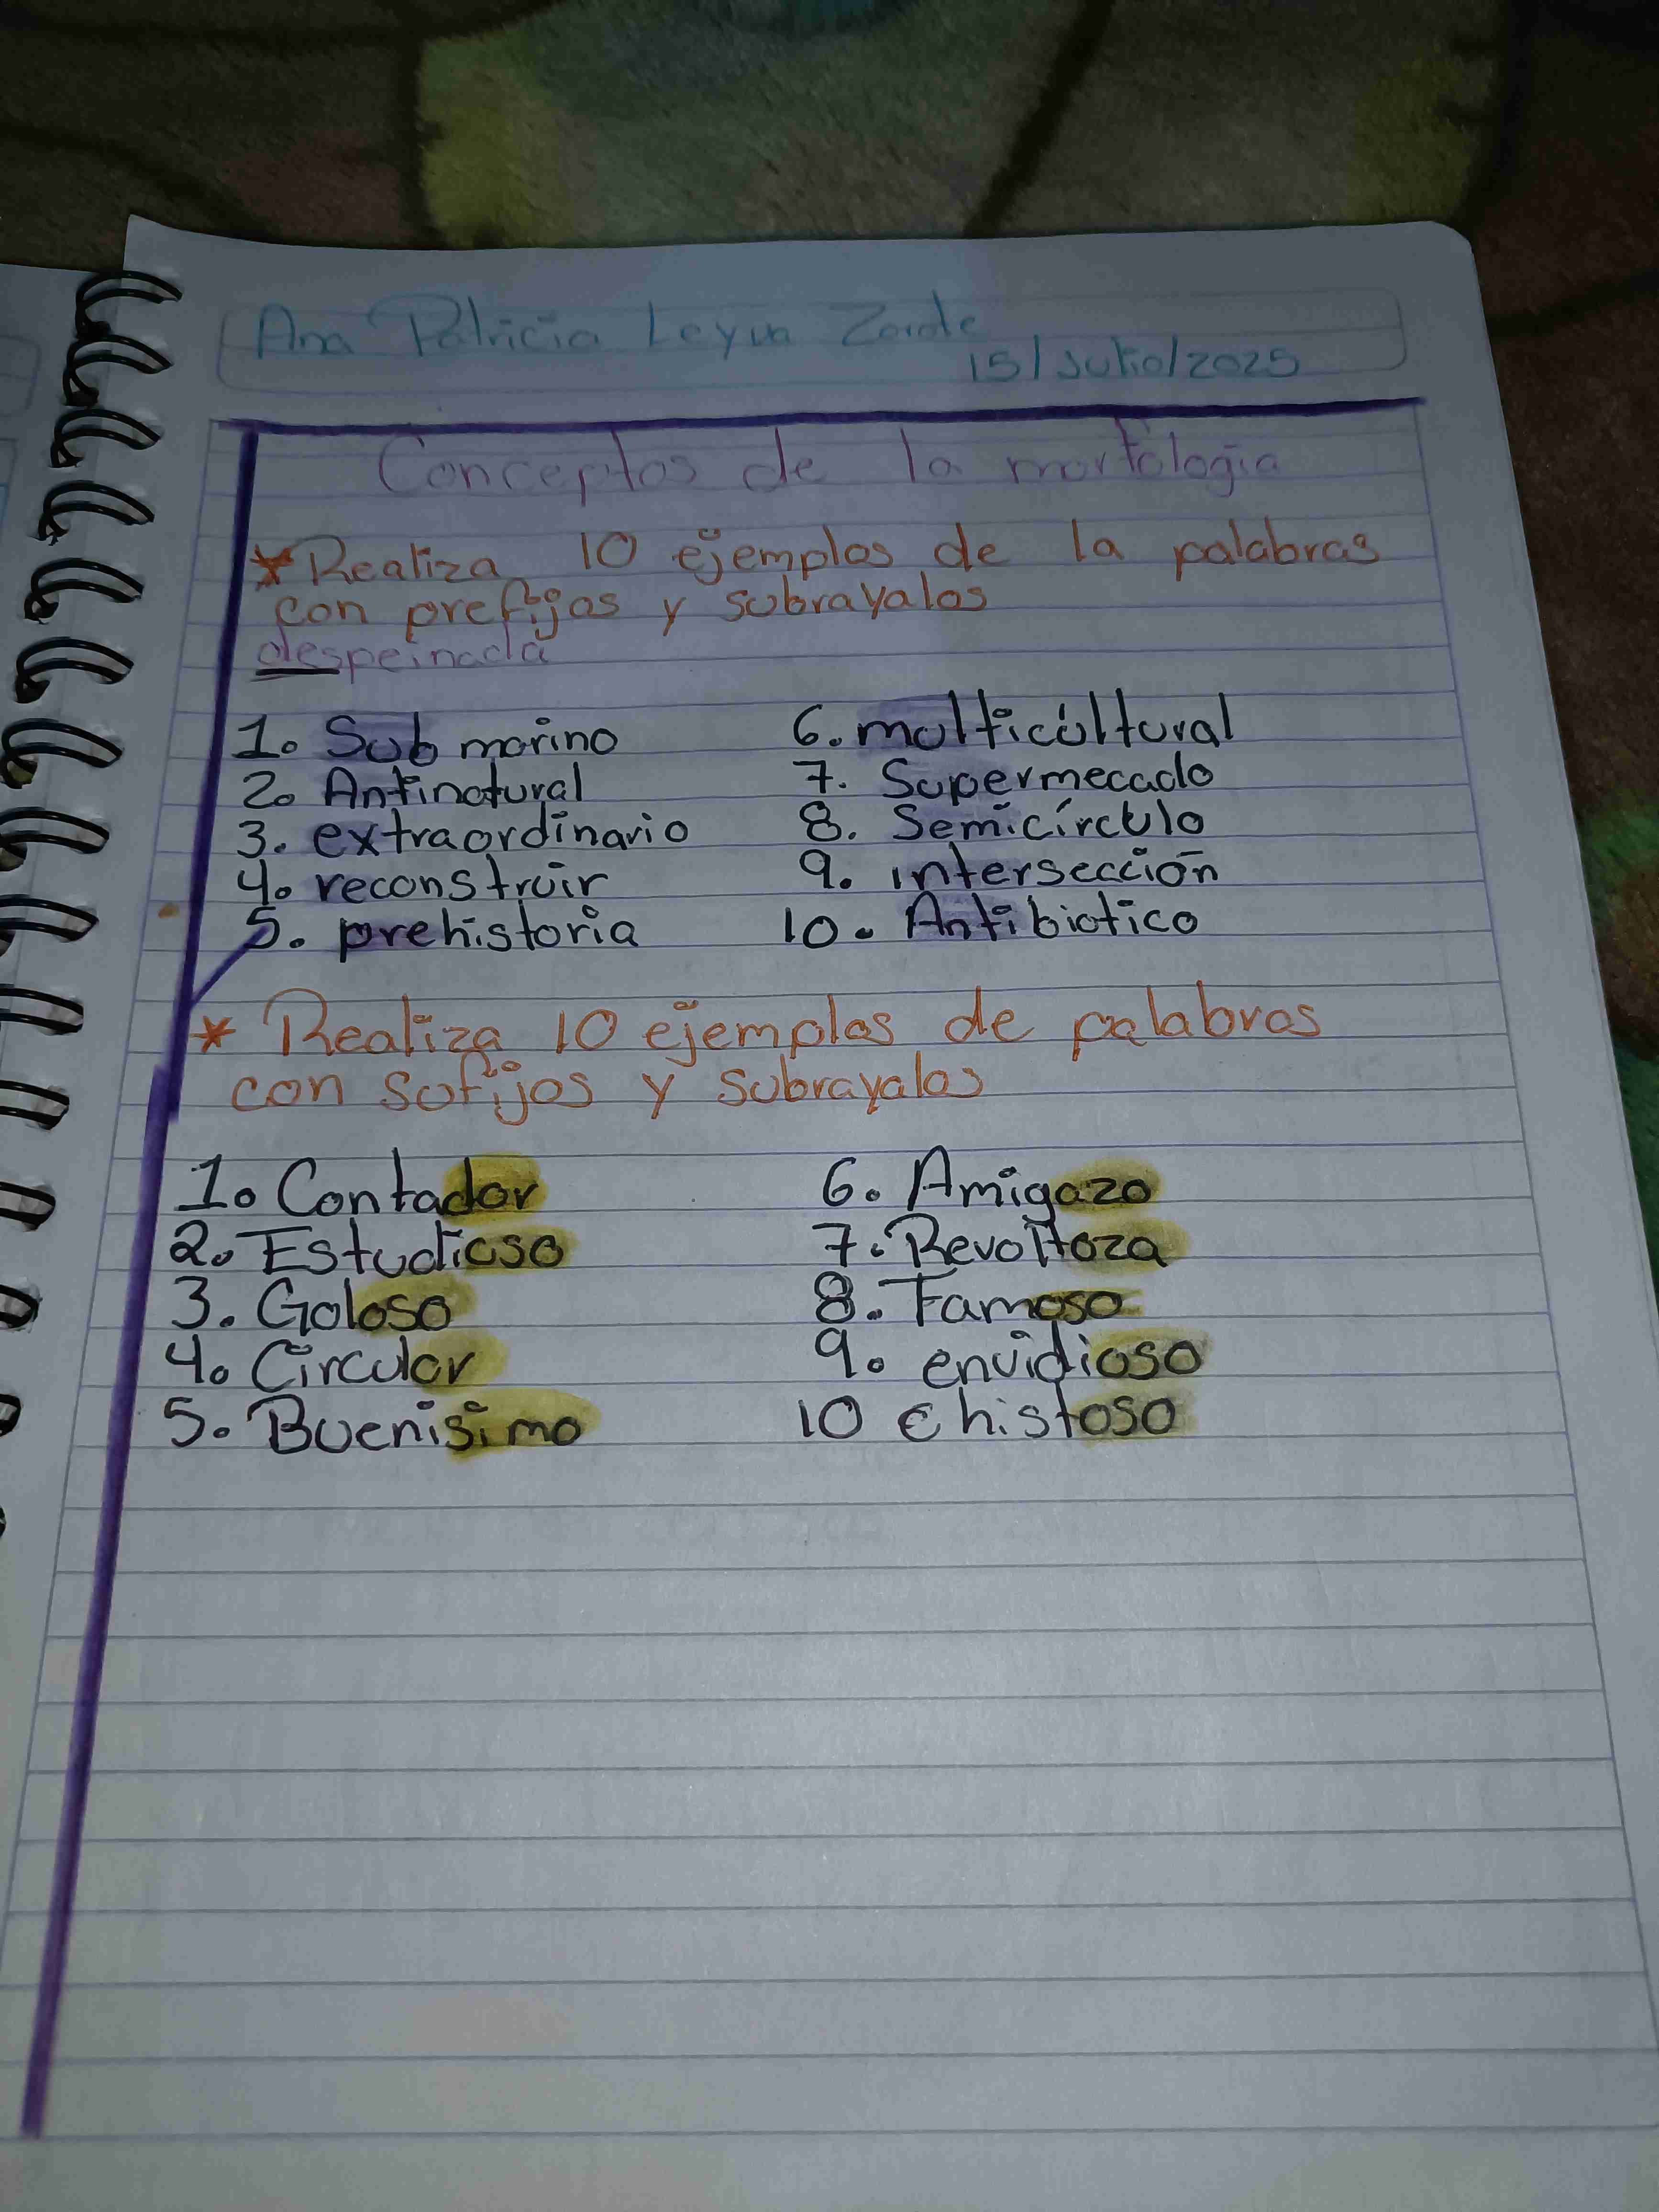 Ana Patricia Leyva Zarate
15/Julio/2025
Conceptos de la morfologia
*Realiza 10 ejemplos de la palabras
con prefijos y subrayalos
despeinada
1. Submarino
2. Antinatural
3. extraordinario
4. reconstruir
5. prehistoria
6. multicultural
7. Supermecado
8. Semicírculo
9. intersección
10. Antibiotico
* Realiza 10 ejemplos de palabras
con sufijos y subrayalos
1. Contador
2. Estudioso
3. Goloso
4. Circular
5. Buenisimo
6. Amigazo
7. Revoltoza
8. Famoso
9. envidioso
10 chistoso